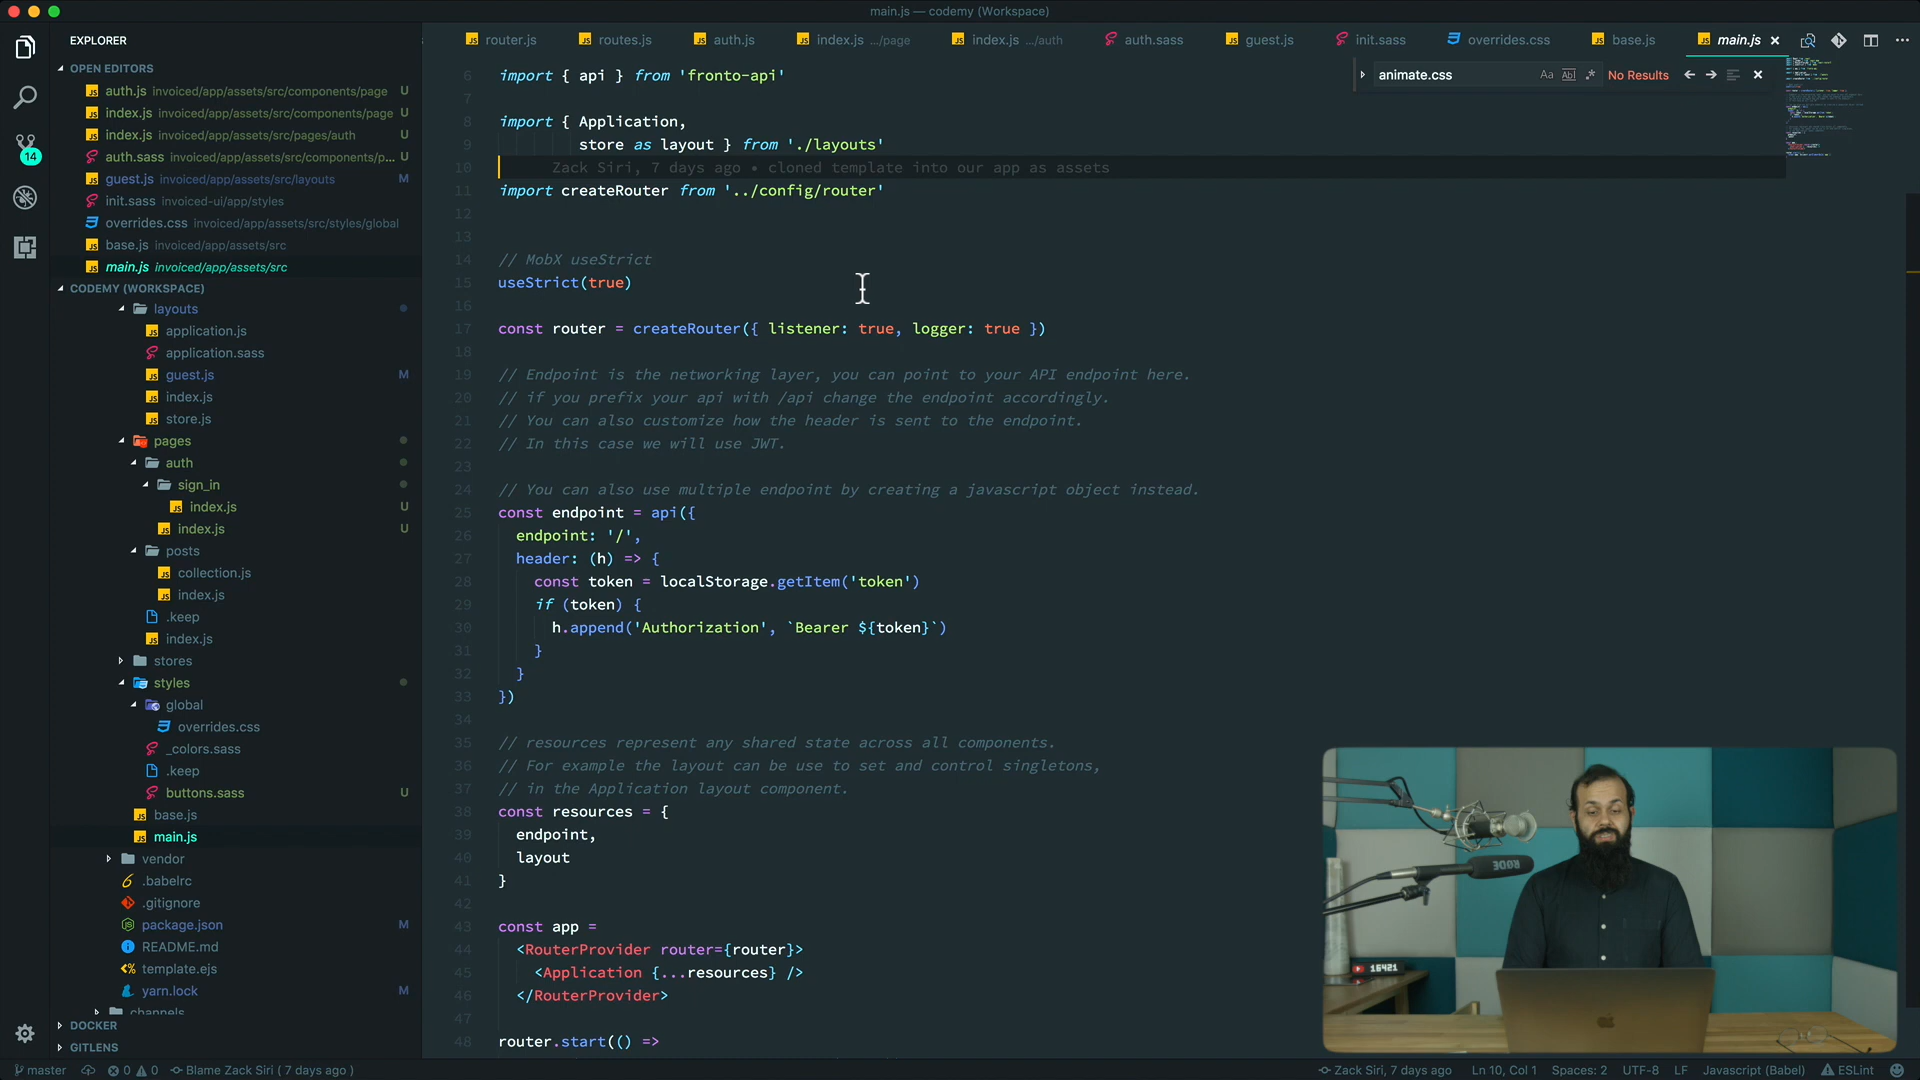 main.js — codemy (Workspace)
EXPLORER
OPEN EDITORS
auth.js invoiced/app/assets/src/components/page U
index.js invoiced/app/assets/src/components/page U
index.js invoiced/app/assets/src/pages/auth U
auth.sass invoiced/app/assets/src/components/p... U
guest.js invoiced/app/assets/src/layouts M
init.sass invoiced-ui/app/styles
overrides.css invoiced/app/assets/src/styles/global
base.js invoiced/app/assets/src
main.js invoiced/app/assets/src
CODEMY (WORKSPACE)
layouts
application.js
application.sass
guest.js M
index.js
store.js
pages
auth
sign_in
index.js U
index.js U
posts
collection.js
index.js
.keep
index.js
stores
styles
global
overrides.css
_colors.sass
.keep
buttons.sass U
base.js
main.js
vendor
.babelrc
.gitignore
package.json M
README.md
template.ejs
yarn.lock M
channels
DOCKER
GITLENS
14
router.js routes.js auth.js index.js .../page index.js .../auth auth.sass guest.js init.sass overrides.css base.js main.js
animate.css Aa Abl .* No Results
6 import { api } from 'fronto-api'
7
8 import { Application,
9 store as layout } from './layouts'
10 Zack Siri, 7 days ago • cloned template into our app as assets
11 import createRouter from '../config/router'
12
13
14 // MobX useStrict
15 useStrict(true)
16
17 const router = createRouter({ listener: true, logger: true })
18
19 // Endpoint is the networking layer, you can point to your API endpoint here.
20 // if you prefix your api with /api change the endpoint accordingly.
21 // You can also customize how the header is sent to the endpoint.
22 // In this case we will use JWT.
23
24 // You can also use multiple endpoint by creating a javascript object instead.
25 const endpoint = api({
26 endpoint: '/',
27 header: (h) => {
28 const token = localStorage.getItem('token')
29 if (token) {
30 h.append('Authorization', `Bearer ${token}`)
31 }
32 }
33 })
34
35 // resources represent any shared state across all components.
36 // For example the layout can be use to set and control singletons,
37 // in the Application layout component.
38 const resources = {
39 endpoint,
40 layout
41 }
42
43 const app =
44 <RouterProvider router={router}>
45 <Application {...resources} />
46 </RouterProvider>
47
48 router.start(() =>
RØDE
16421
master 0 0 Blame Zack Siri ( 7 days ago )
Zack Siri, 7 days ago Ln 10, Col 1 Spaces: 2 UTF-8 LF Javascript (Babel) ESLint